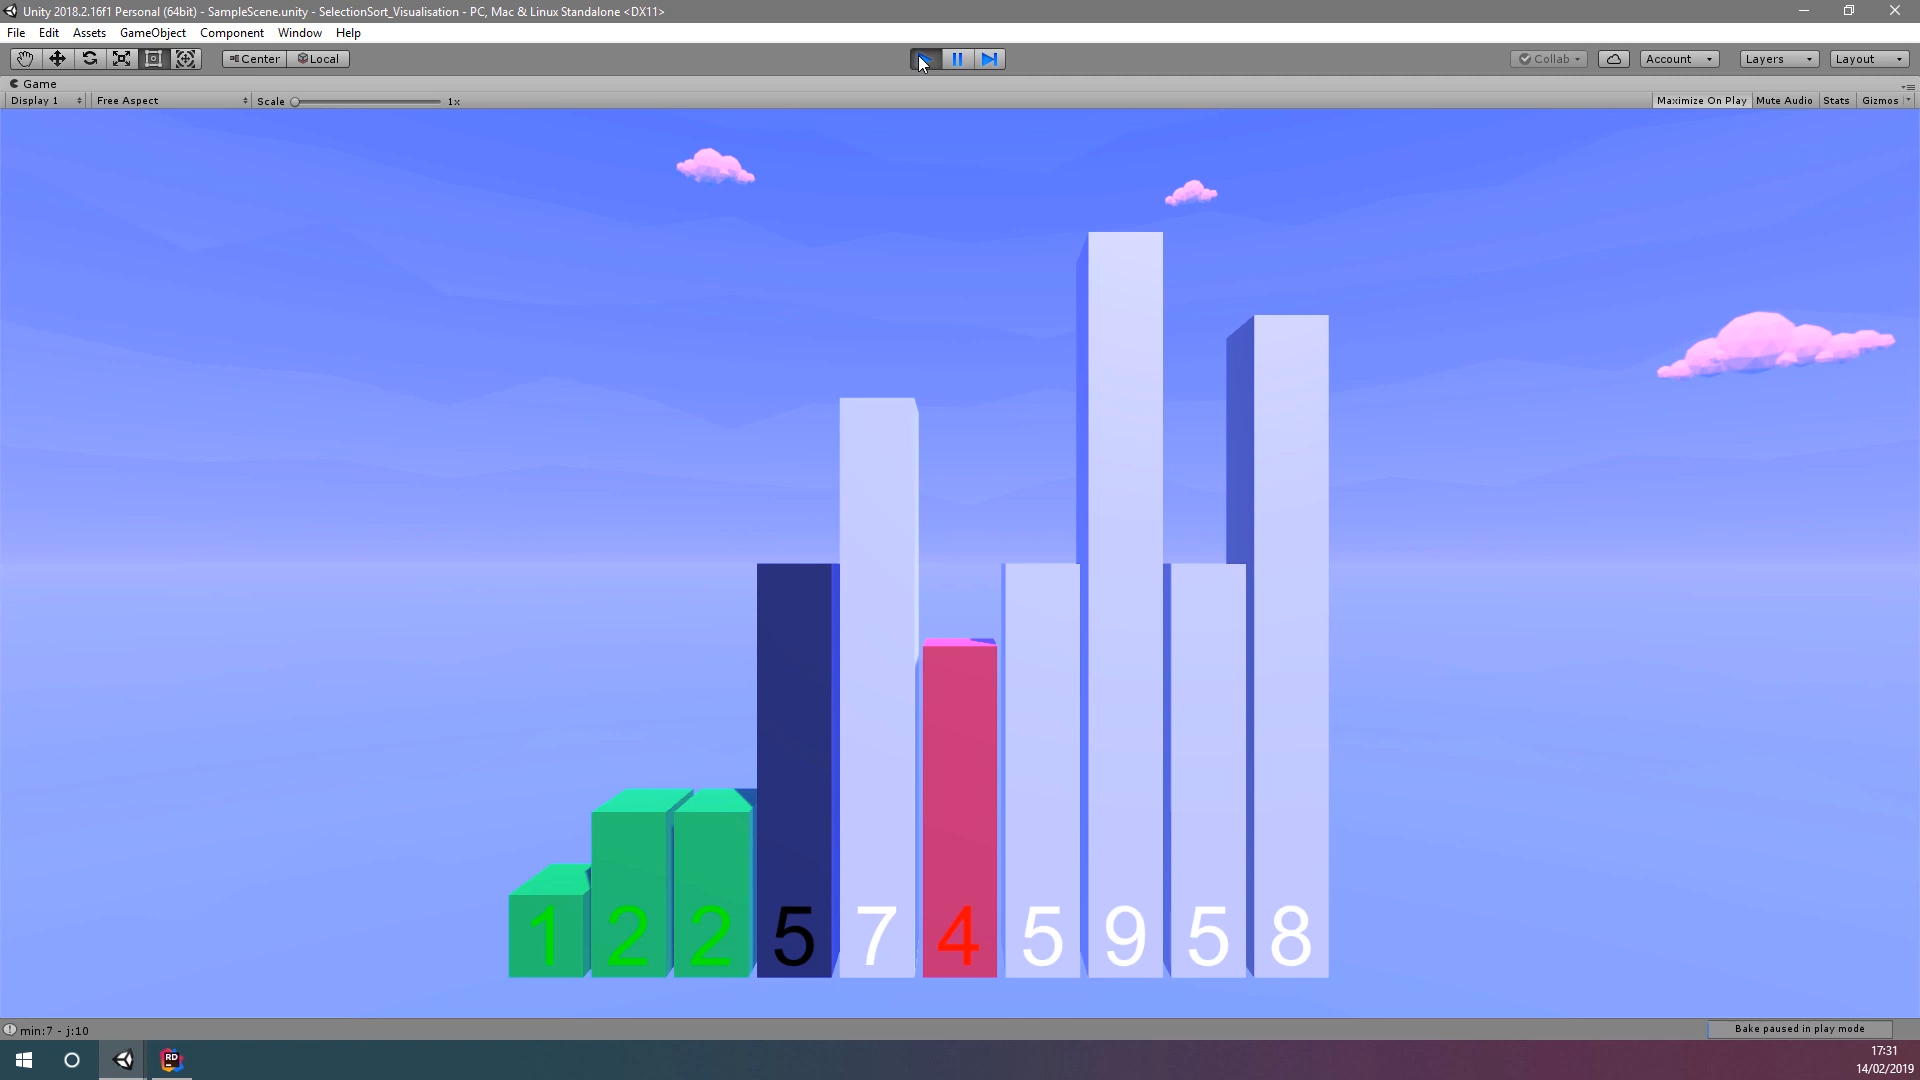 Unity 2018.2.16f1 Personal (64bit) - SampleScene.unity - SelectionSort_Visualisation - PC, Mac & Linux Standalone <DX11>
File Edit Assets GameObject Component Window Help
Center Local Collab Account Layers Layout
Game
Display 1 Free Aspect Scale 1x Maximize On Play Mute Audio Stats Gizmos
1 2 2 5 7 4 5 9 5 8
min:7 - j:10 Bake paused in play mode
RD
17:31
14/02/2019